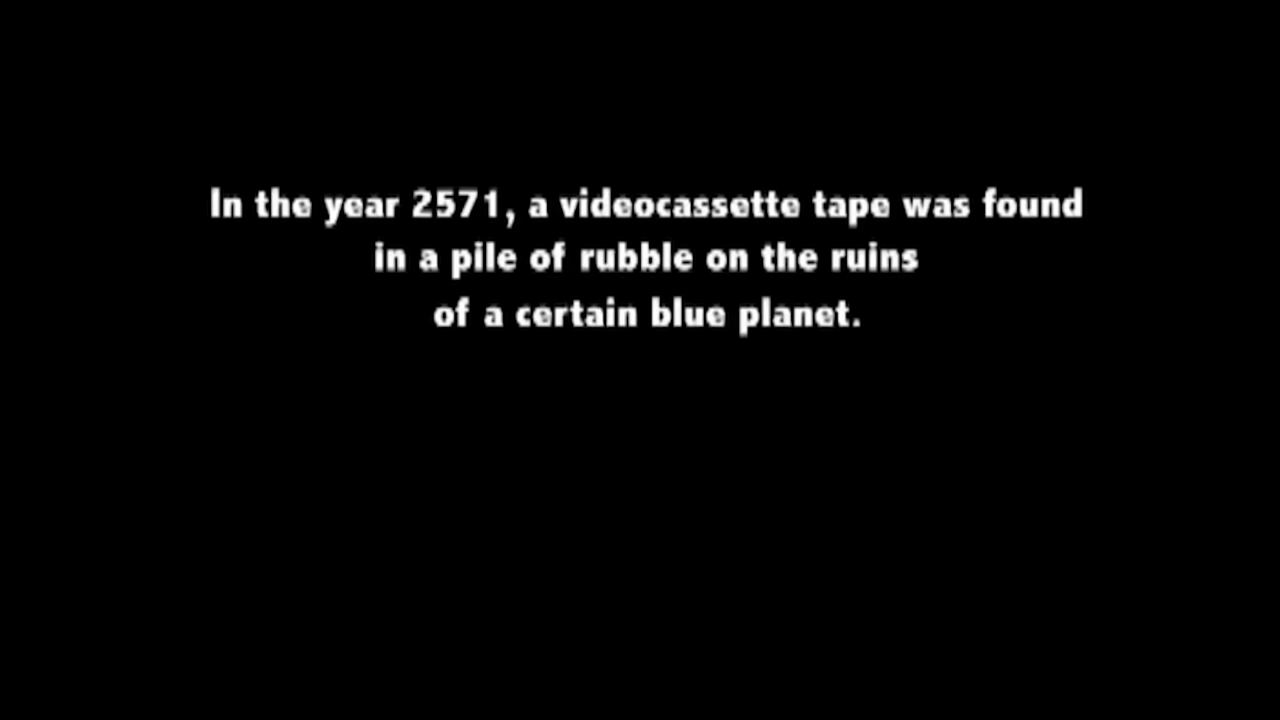 In the year 2571, a videocassette tape was found
in a pile of rubble on the ruins
of a certain blue planet.